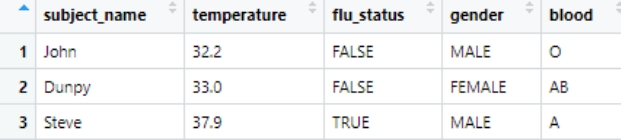 subject_name temperature flu_status gender blood
1 John 32.2 FALSE MALE O
2 Dunpy 33.0 FALSE FEMALE AB
3 Steve 37.9 TRUE MALE A